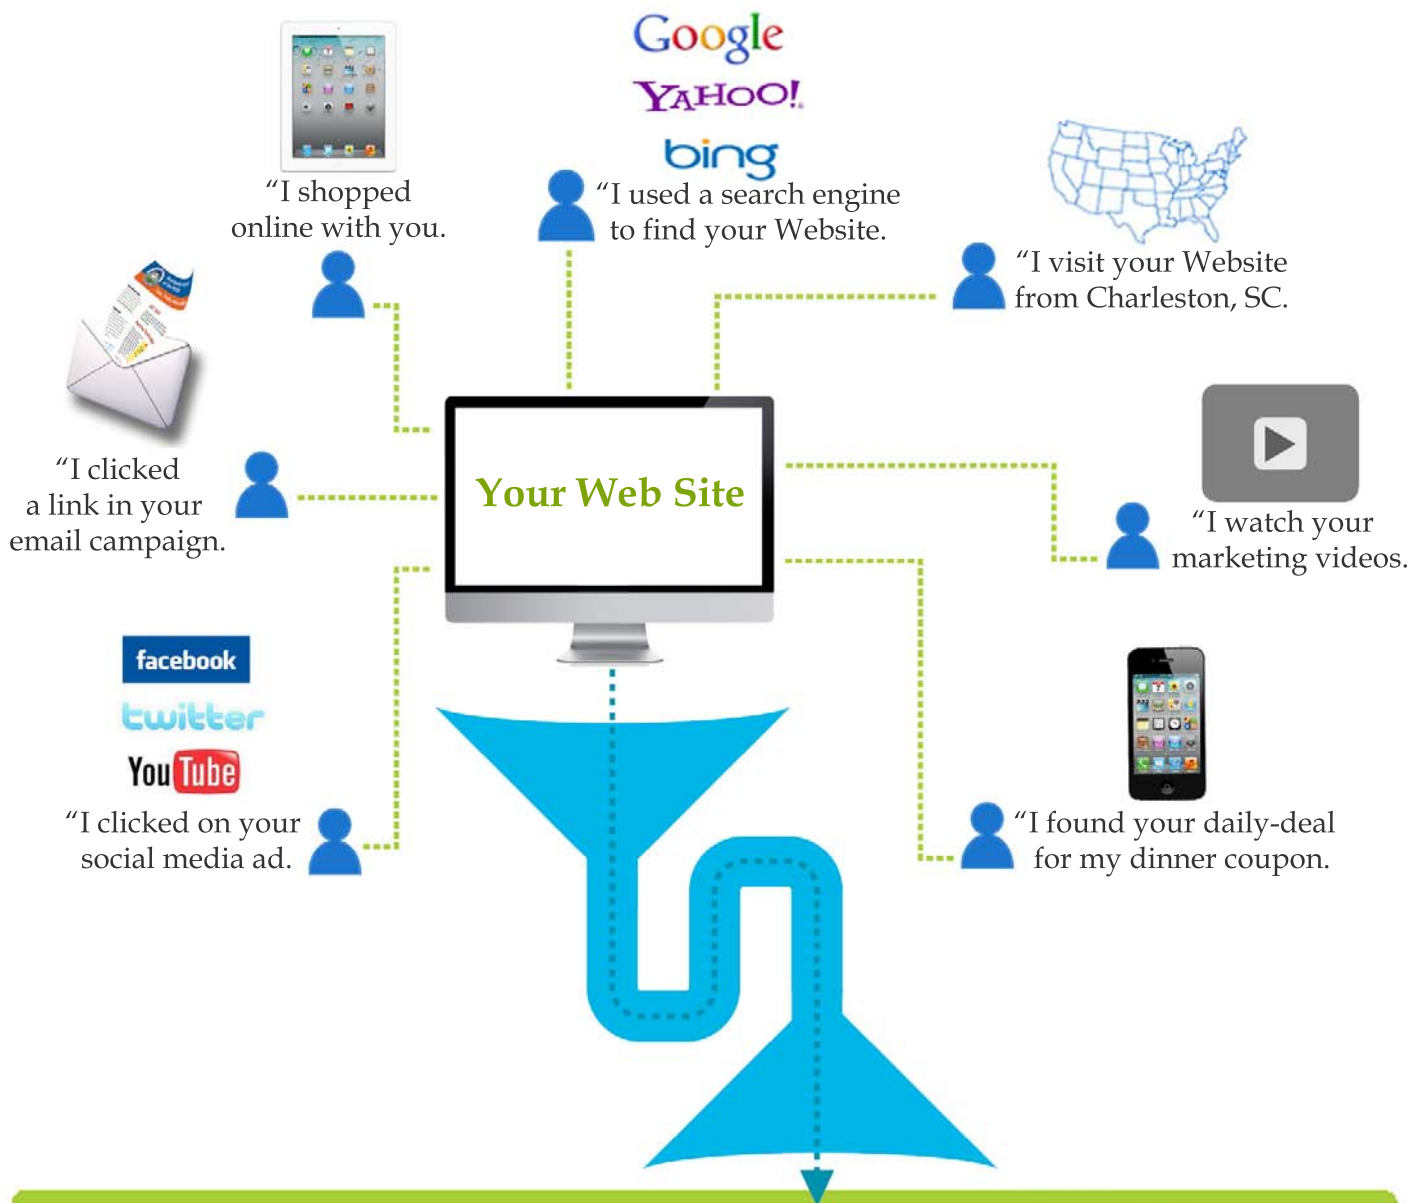 Google
YAHOO!
bing
“I shopped
online with you.
“I used a search engine
to find your Website.
“I visit your Website
from Charleston, SC.
“I clicked
a link in your
email campaign.
Your Web Site
“I watch your
marketing videos.
facebook
twitter
YouTube
“I clicked on your
social media ad.
“I found your daily-deal
for my dinner coupon.